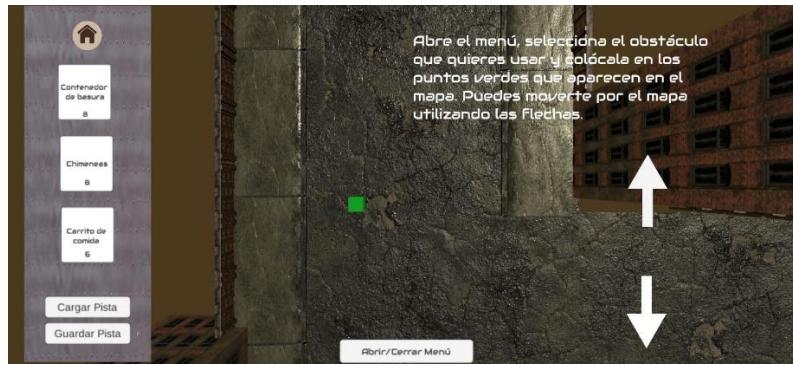 Contenedor
de basura
8
Chimeneas
8
Carrito de
comida
6
Cargar Pista
Guardar Pista
Abre el menú, selecciona el obstáculo
que quieres usar y colócala en los
puntos verdes que aparecen en el
mapa. Puedes moverte por el mapa
utilizando las flechas.
Abrir/Cerrar Menú